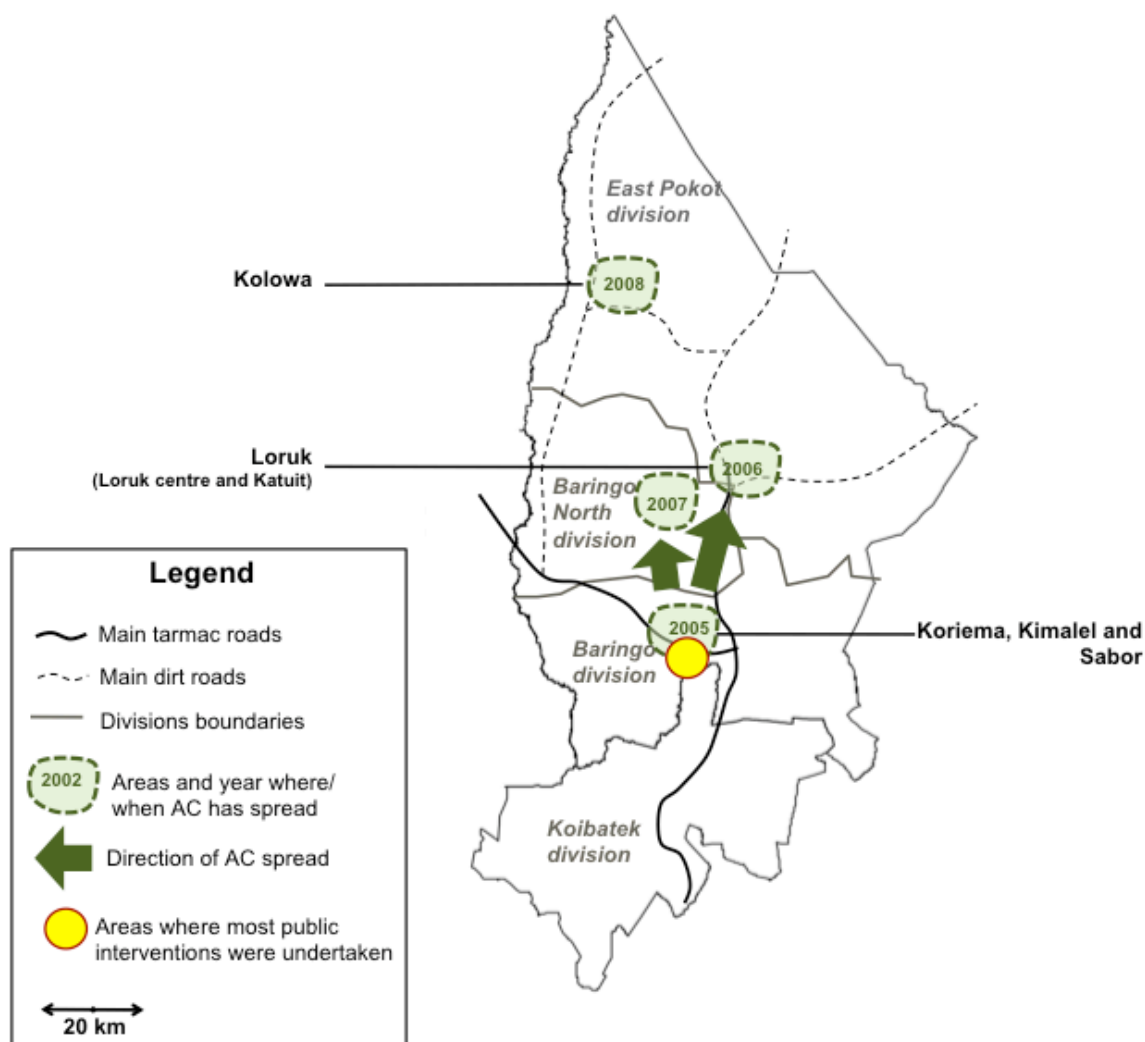 East Pokot
division
Kolowa
2008
Loruk
(Loruk centre and Katuit)
2006
Baringo
North
division
2007
2005
Koriema, Kimalel and
Sabor
Baringo
division
Koibatek
division
Legend
Main tarmac roads
Main dirt roads
Divisions boundaries
2002
Areas and year where/
when AC has spread
Direction of AC spread
Areas where most public
interventions were undertaken
20 km